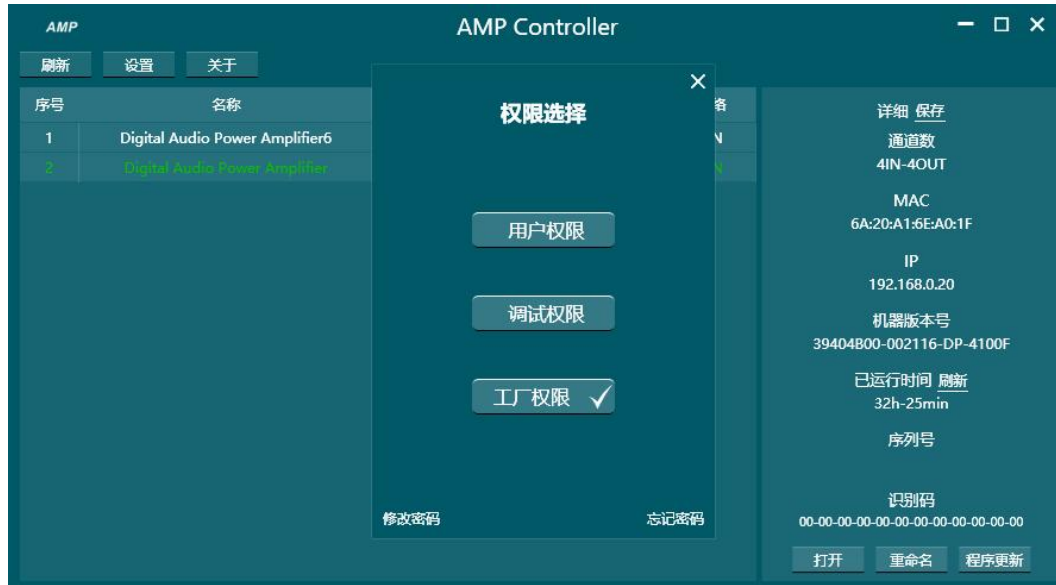 AMP
AMP Controller
刷新 设置 关于
序号 名称 格
1 Digital Audio Power Amplifier6 N
2 Digital Audio Power Amplifier N
权限选择
用户权限
调试权限
工厂权限
修改密码 忘记密码
详细 保存
通道数
4IN-4OUT
MAC
6A:20:A1:6E:A0:1F
IP
192.168.0.20
机器版本号
39404B00-002116-DP-4100F
已运行时间 刷新
32h-25min
序列号
识别码
00-00-00-00-00-00-00-00-00-00-00-00
打开 重命名 程序更新